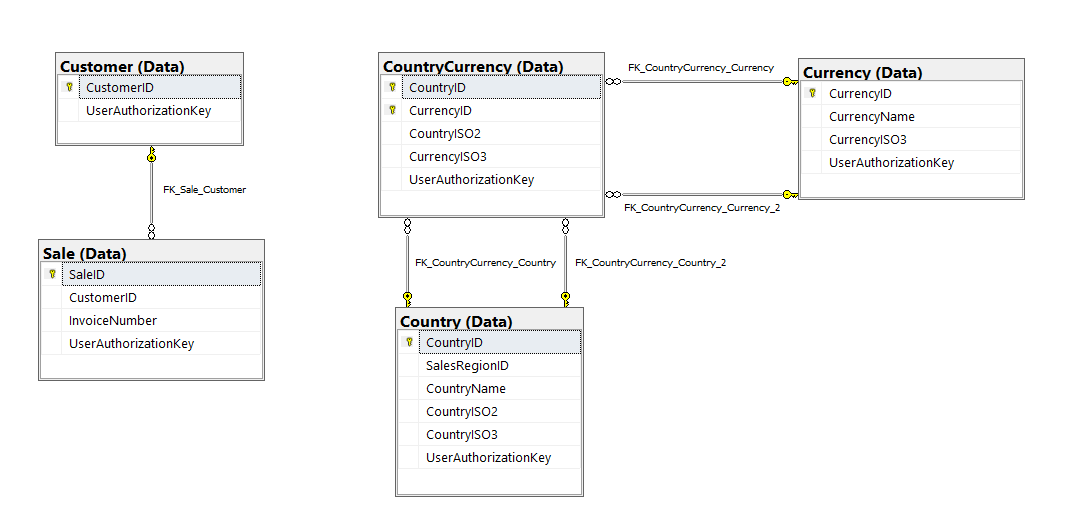 Customer (Data)
CustomerID
UserAuthorizationKey
FK_Sale_Customer
Sale (Data)
SaleID
CustomerID
InvoiceNumber
UserAuthorizationKey
CountryCurrency (Data)
CountryID
CurrencyID
CountryISO2
CurrencyISO3
UserAuthorizationKey
FK_CountryCurrency_Currency
FK_CountryCurrency_Currency_2
Currency (Data)
CurrencyID
CurrencyName
CurrencyISO3
UserAuthorizationKey
FK_CountryCurrency_Country
FK_CountryCurrency_Country_2
Country (Data)
CountryID
SalesRegionID
CountryName
CountryISO2
CountryISO3
UserAuthorizationKey